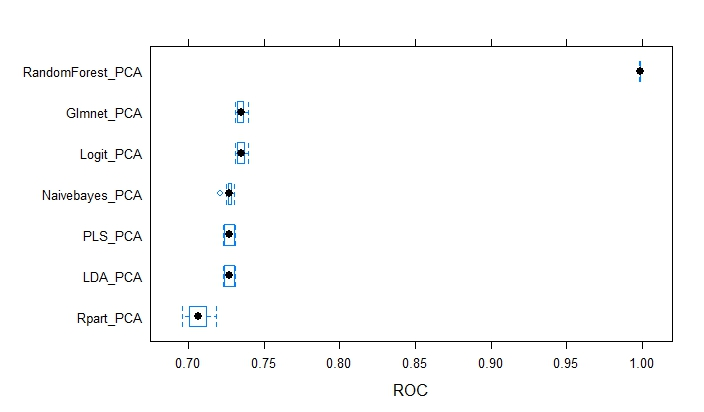 RandomForest_PCA
Glmnet_PCA
Logit_PCA
Naivebayes_PCA
PLS_PCA
LDA_PCA
Rpart_PCA
0.70 0.75 0.80 0.85 0.90 0.95 1.00
ROC